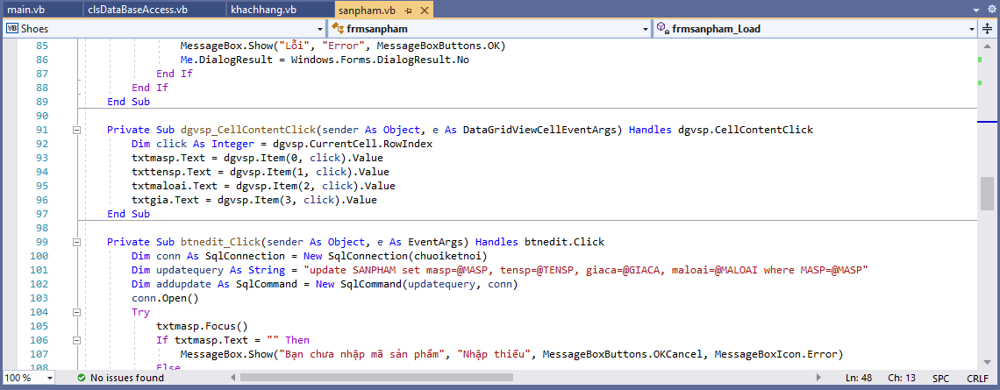 main.vb clsDataBaseAccess.vb khachhang.vb sanpham.vb
VB Shoes frmsanpham frmsanpham_Load
85 MessageBox.Show("Lỗi", "Error", MessageBoxButtons.OK)
86 Me.DialogResult = Windows.Forms.DialogResult.No
87 End If
88 End If
89 End Sub
90
91 Private Sub dgvsp_CellContentClick(sender As Object, e As DataGridViewCellEventArgs) Handles dgvsp.CellContentClick
92 Dim click As Integer = dgvsp.CurrentCell.RowIndex
93 txtmasp.Text = dgvsp.Item(0, click).Value
94 txttensp.Text = dgvsp.Item(1, click).Value
95 txtmaloai.Text = dgvsp.Item(2, click).Value
96 txtgia.Text = dgvsp.Item(3, click).Value
97 End Sub
98
99 Private Sub btnedit_Click(sender As Object, e As EventArgs) Handles btnedit.Click
100 Dim conn As SqlConnection = New SqlConnection(chuoiketnoi)
101 Dim updatequery As String = "update SANPHAM set masp=@MASP, tensp=@TENSP, giaca=@GIACA, maloai=@MALOAI where MASP=@MASP"
102 Dim addupdate As SqlCommand = New SqlCommand(updatequery, conn)
103 conn.Open()
104 Try
105 txtmasp.Focus()
106 If txtmasp.Text = "" Then
107 MessageBox.Show("Bạn chưa nhập mã sản phẩm", "Nhập thiếu", MessageBoxButtons.OKCancel, MessageBoxIcon.Error)
108 Else
100 % No issues found Ln: 48 Ch: 13 SPC CRLF